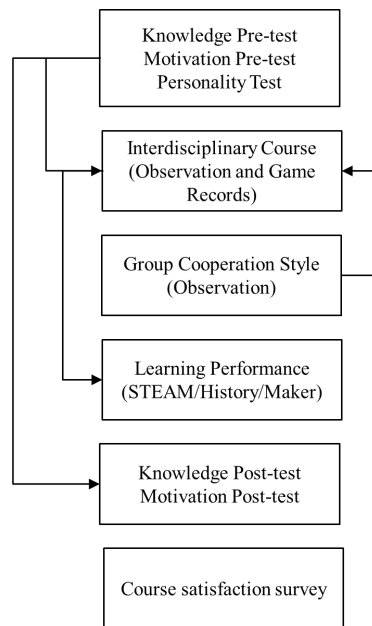 Knowledge Pre-test
Motivation Pre-test
Personality Test
Interdisciplinary Course
(Observation and Game
Records)
Group Cooperation Style
(Observation)
Learning Performance
(STEAM/History/Maker)
Knowledge Post-test
Motivation Post-test
Course satisfaction survey